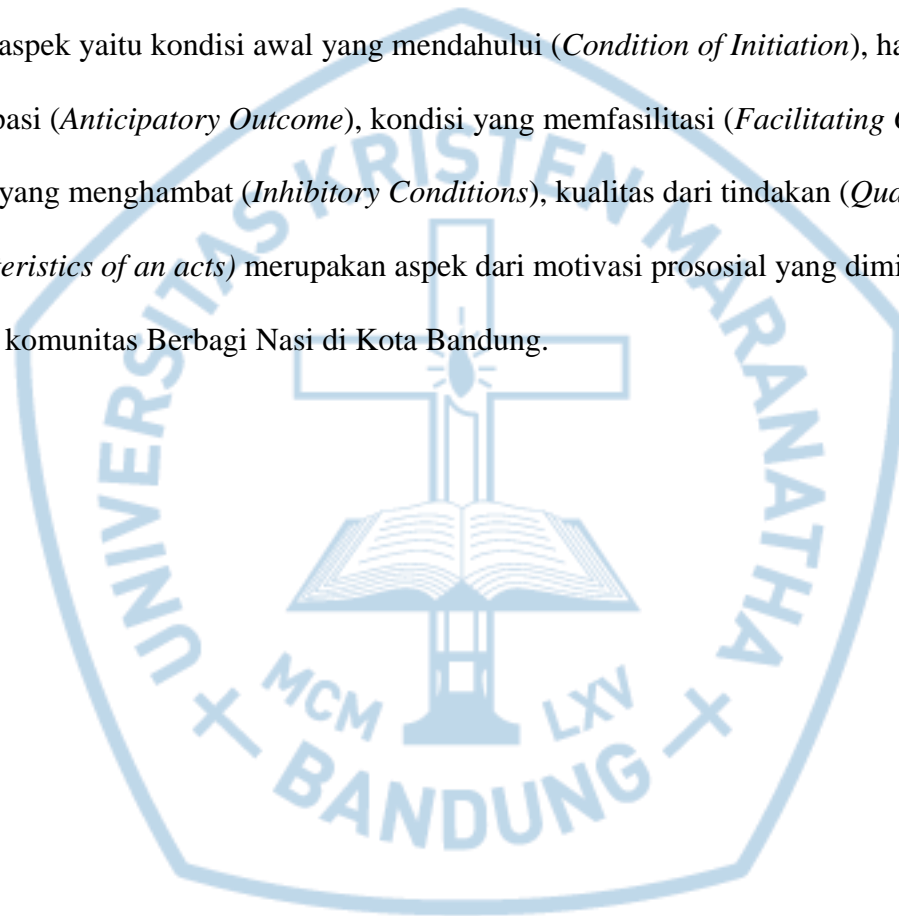 aspek yaitu kondisi awal yang mendahului (Condition of Initiation), ha
pasi (Anticipatory Outcome), kondisi yang memfasilitasi (Facilitating
yang menghambat (Inhibitory Conditions), kualitas dari tindakan (Qua
teristics of an acts) merupakan aspek dari motivasi prososial yang dimi
komunitas Berbagi Nasi di Kota Bandung.
UNIVERSITAS KRISTEN MARANATHA
MCM LXV
BANDUNG